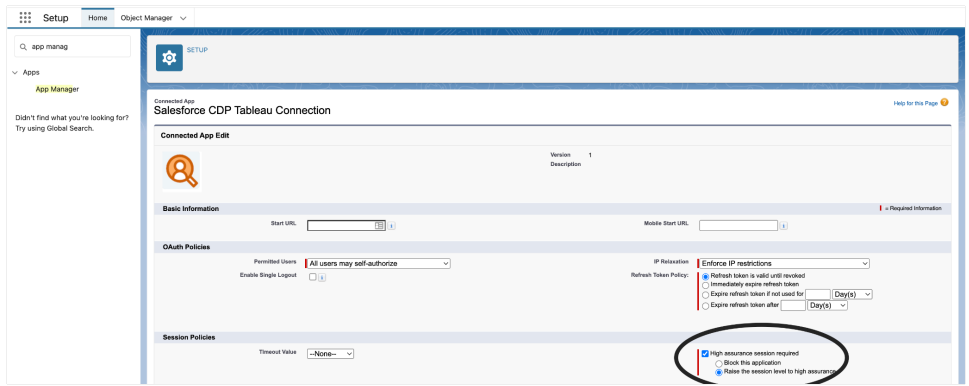 Setup Home Object Manager
app manag
SETUP
Apps
App Manager
Didn't find what you're looking for?
Try using Global Search.
Connected App
Salesforce CDP Tableau Connection
Help for this Page ?
Connected App Edit
Version 1
Description
Basic Information
= Required Information
Start URL i
Mobile Start URL i
OAuth Policies
Permitted Users All users may self-authorize
IP Relaxation Enforce IP restrictions
Enable Single Logout i
Refresh Token Policy: Refresh token is valid until revoked
Immediately expire refresh token
Expire refresh token if not used for Day(s)
Expire refresh token after Day(s)
Session Policies
Timeout Value --None--
High assurance session required
Block this application
Raise the session level to high assurance